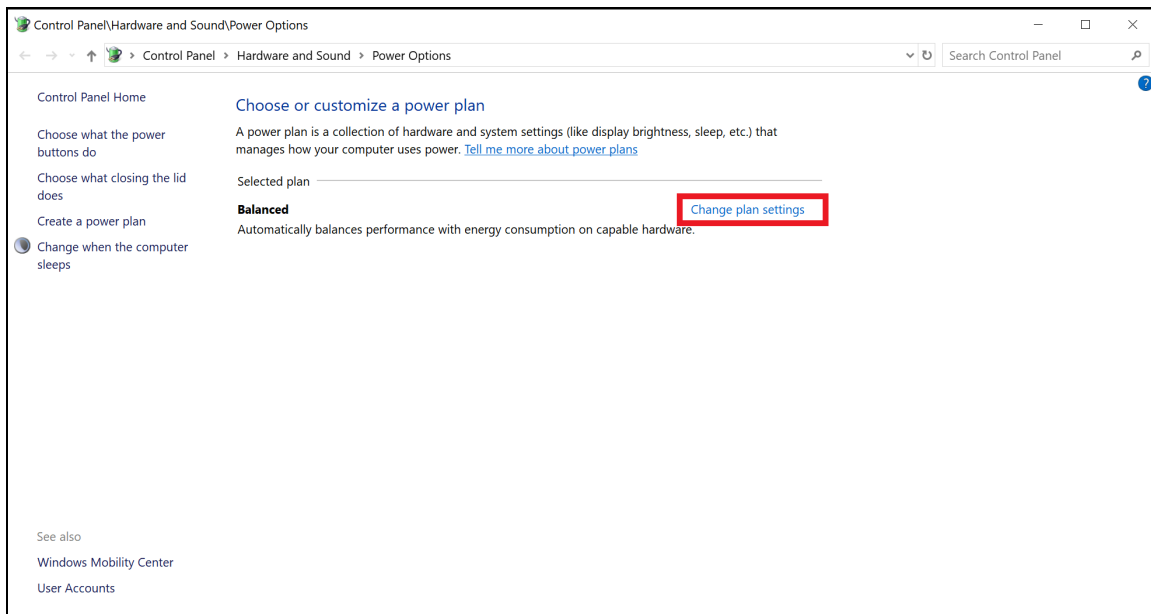 Control Panel\Hardware and Sound\Power Options
Control Panel > Hardware and Sound > Power Options
Search Control Panel
?
Control Panel Home
Choose what the power
buttons do
Choose what closing the lid
does
Create a power plan
Change when the computer
sleeps
Choose or customize a power plan
A power plan is a collection of hardware and system settings (like display brightness, sleep, etc.) that
manages how your computer uses power. Tell me more about power plans
Selected plan
Balanced
Change plan settings
Automatically balances performance with energy consumption on capable hardware.
See also
Windows Mobility Center
User Accounts